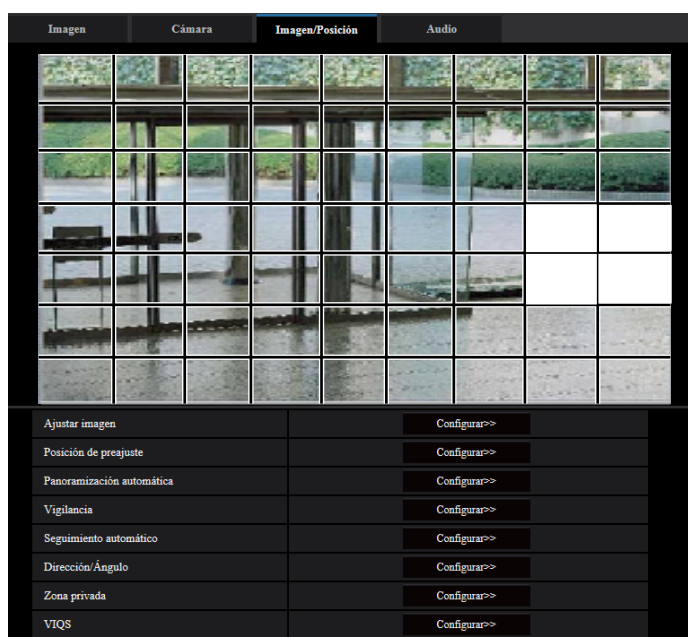 Imagen Cámara Imagen/Posición Audio
Ajustar imagen Configurar>>
Posición de preajuste Configurar>>
Panoramización automática Configurar>>
Vigilancia Configurar>>
Seguimiento automático Configurar>>
Dirección/Ángulo Configurar>>
Zona privada Configurar>>
VIQS Configurar>>